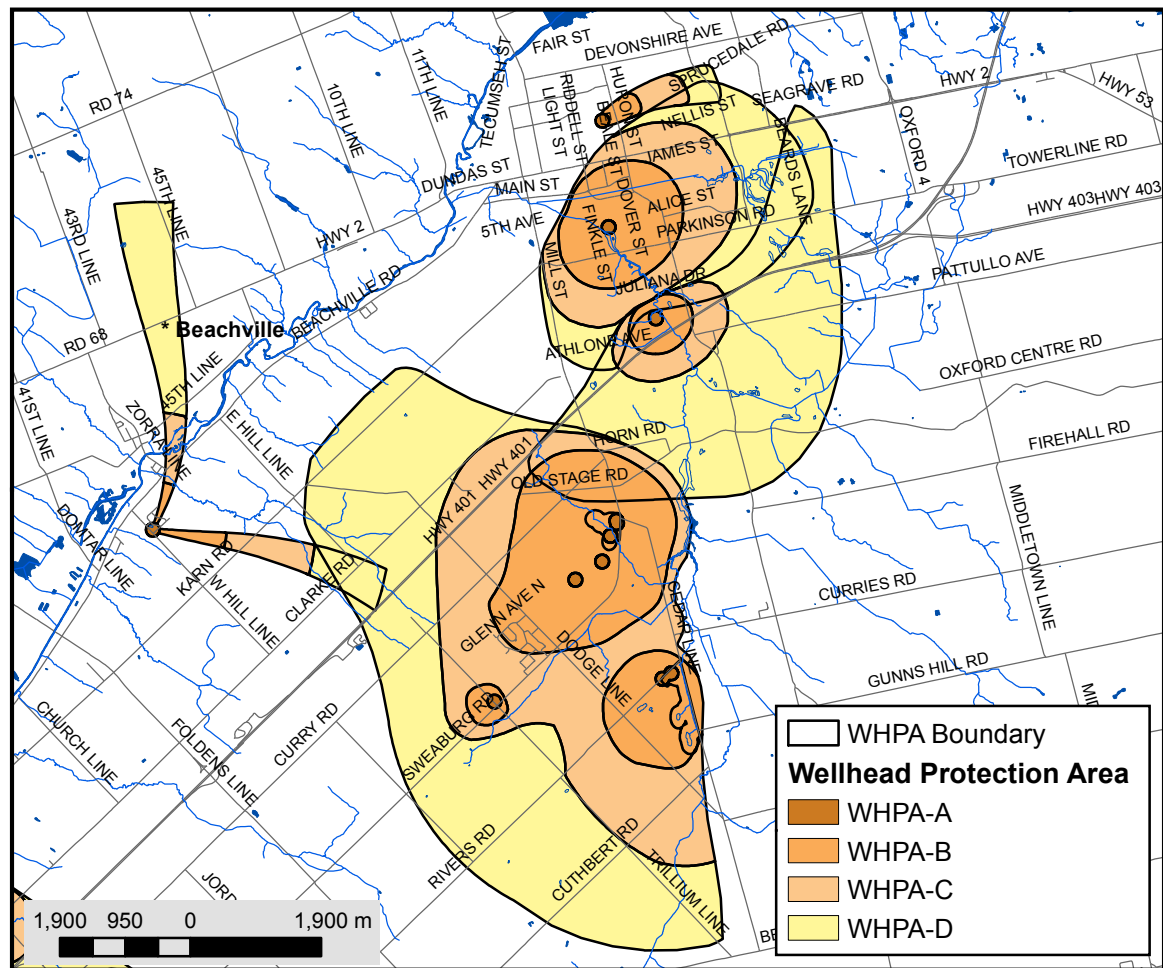 FAIR ST
DEVONSHIRE AVE
SPRUCEDALE RD
11TH LINE
TECUMSEH ST
RD 74
10TH LINE
RIDDELL ST
LIGHT ST
HURON ST
NELLIS ST
SEAGRAVE RD
HWY 2
HWY 53
OXFORD 4
BEARDS LANE
TOWERLINE RD
JAMES ST
45TH LINE
DUNDAS ST
MAIN ST
5TH AVE
DOVER ST
ALICE ST
PARKINSON RD
HWY 403
HWY 403
43RD LINE
HWY 2
FINKLE ST
MILL ST
JULIANA DR
PATTULLO AVE
BEACHVILLE RD
* Beachville
RD 68
ATHLONE AVE
OXFORD CENTRE RD
45TH LINE
41ST LINE
ZORRA LINE
E HILL LINE
HORN RD
FIREHALL RD
HWY 401
HWY 401
OLD STAGE RD
MIDDLETOWN LINE
DOMTAR LINE
KARN RD
W HILL LINE
CLARKE RD
CURRIES RD
GLENN AVE N
CEDAR LINE
DODGE LINE
GUNNS HILL RD
CHURCH LINE
FOLDENS LINE
CURRY RD
SWEABURG RD
RIVERS RD
CUTHBERT RD
TRILLIUM LINE
JORD
WHPA Boundary
Wellhead Protection Area
WHPA-A
WHPA-B
WHPA-C
WHPA-D
1,900 950 0 1,900 m